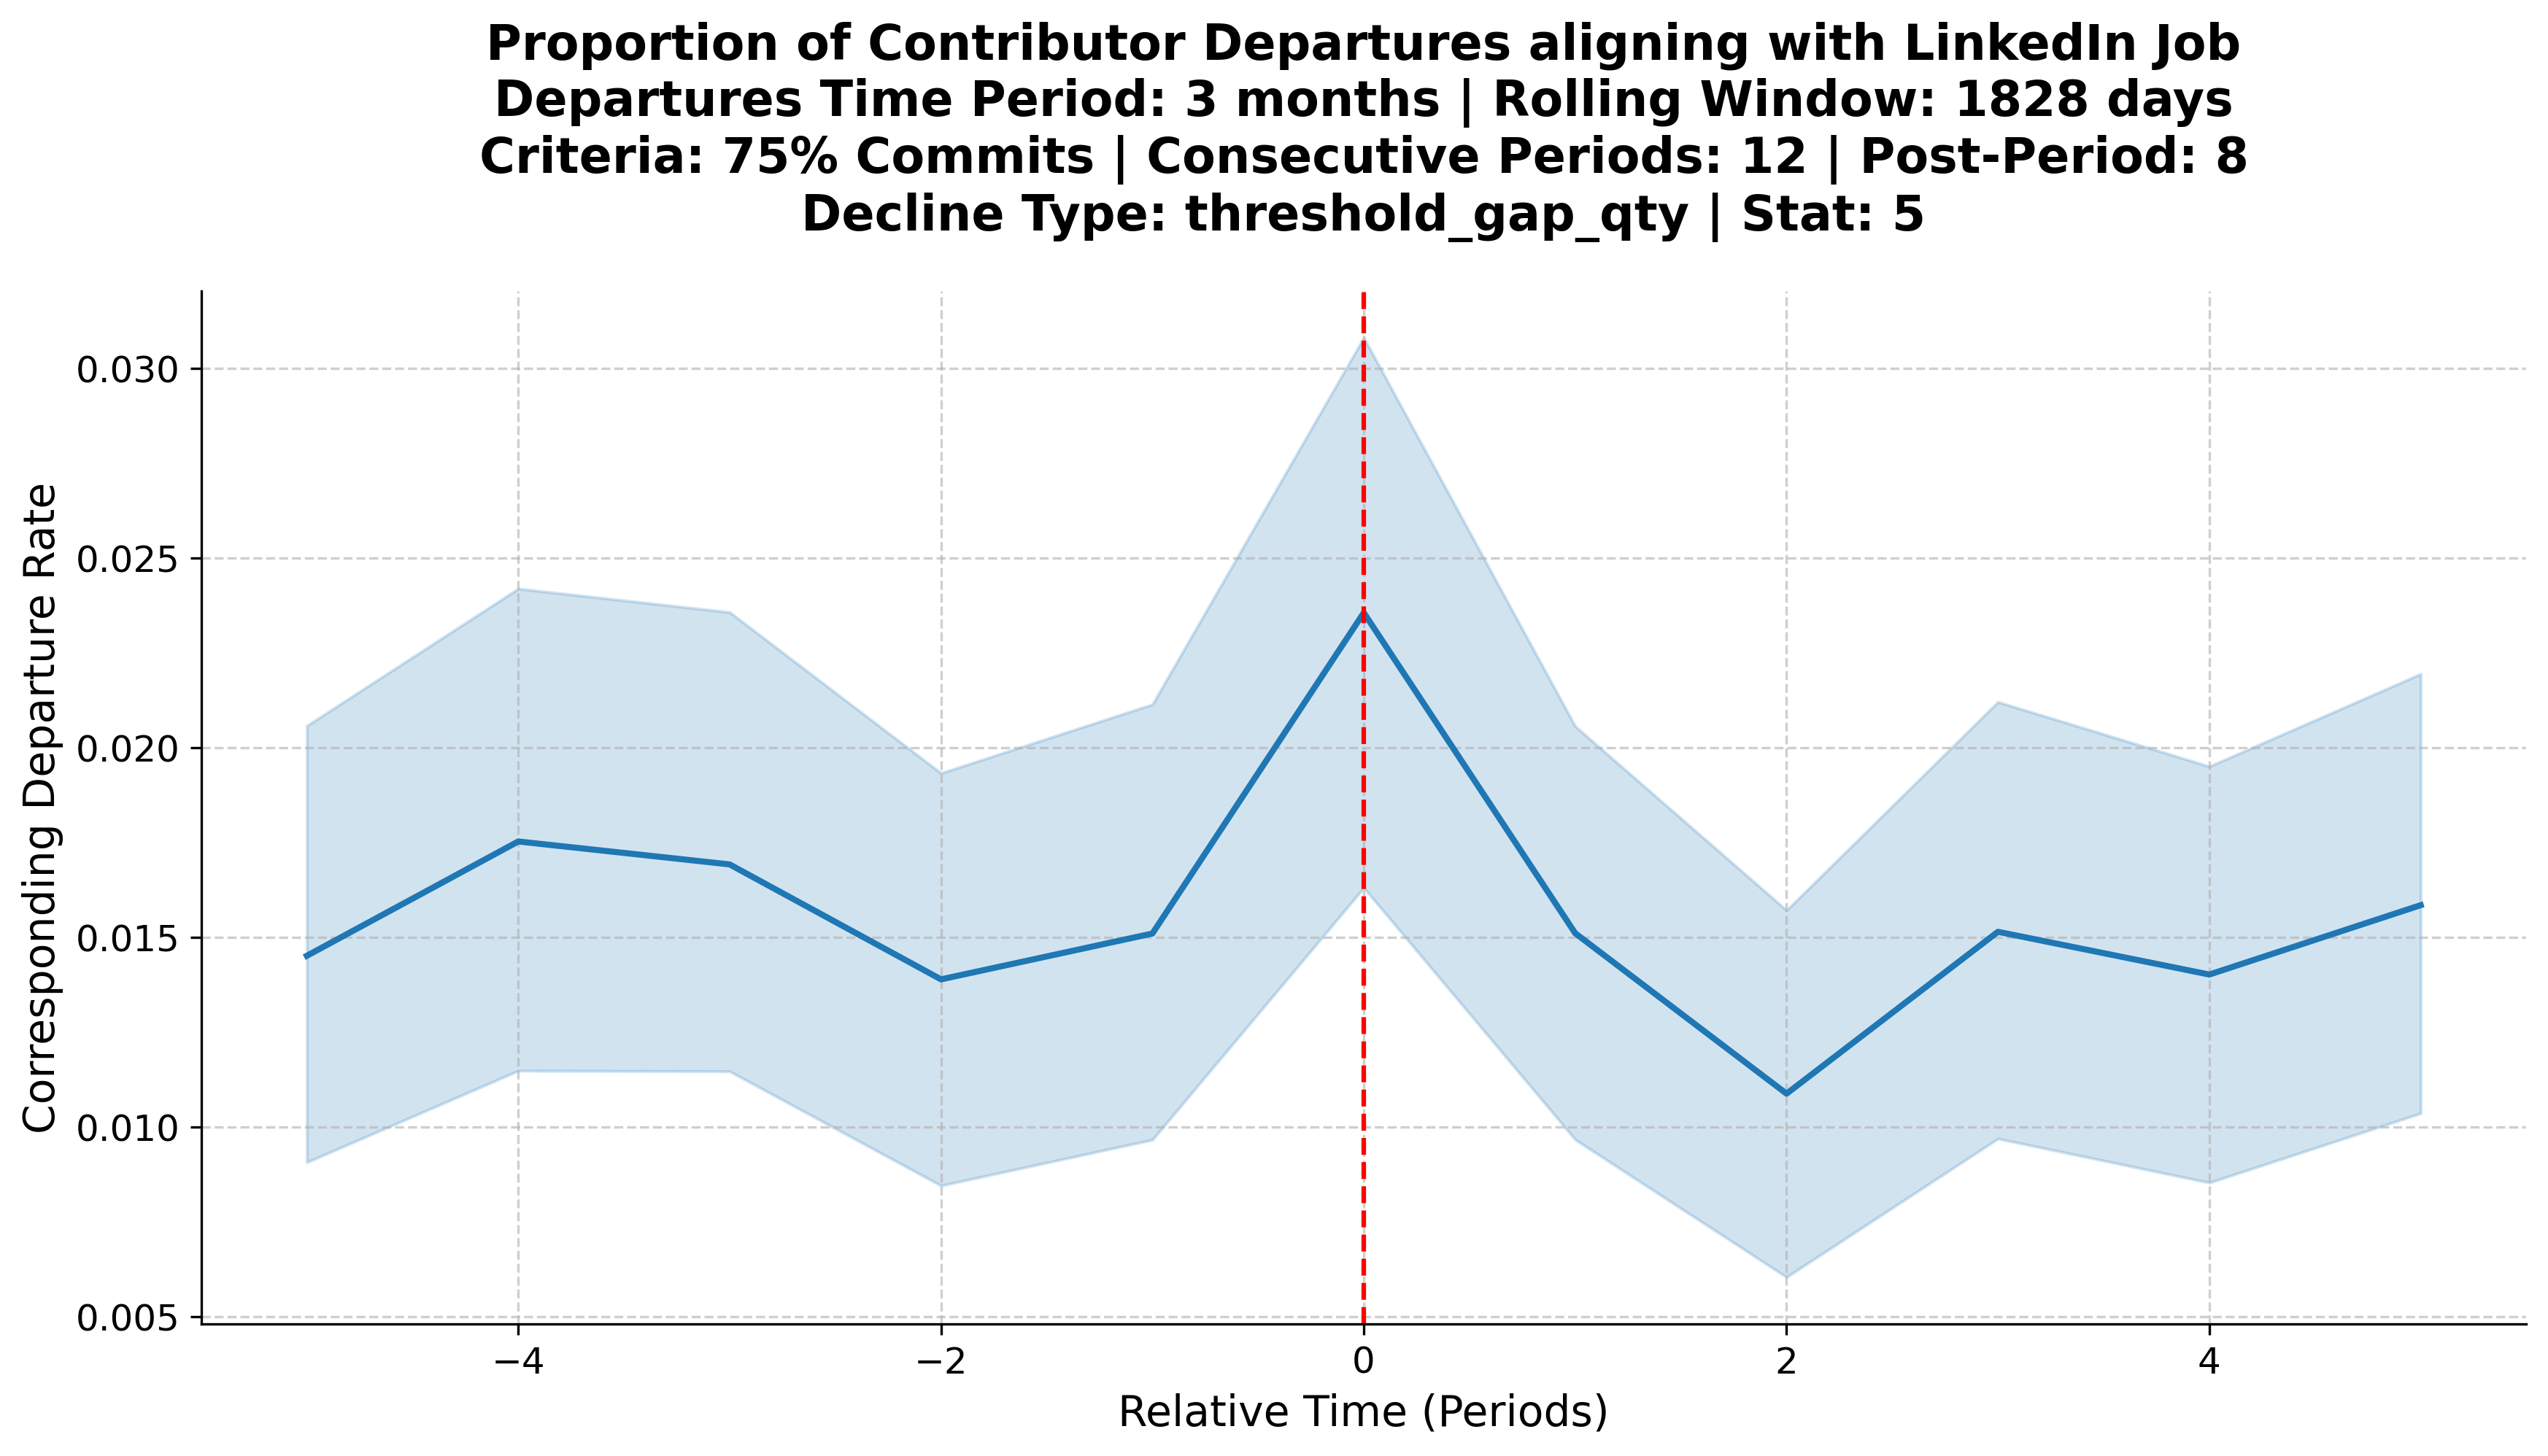 Proportion of Contributor Departures aligning with LinkedIn Job
Departures Time Period: 3 months | Rolling Window: 1828 days
Criteria: 75% Commits | Consecutive Periods: 12 | Post-Period: 8
Decline Type: threshold_gap_qty | Stat: 5
Corresponding Departure Rate
0.030
0.025
0.020
0.015
0.010
0.005
−4
−2
0
2
4
Relative Time (Periods)